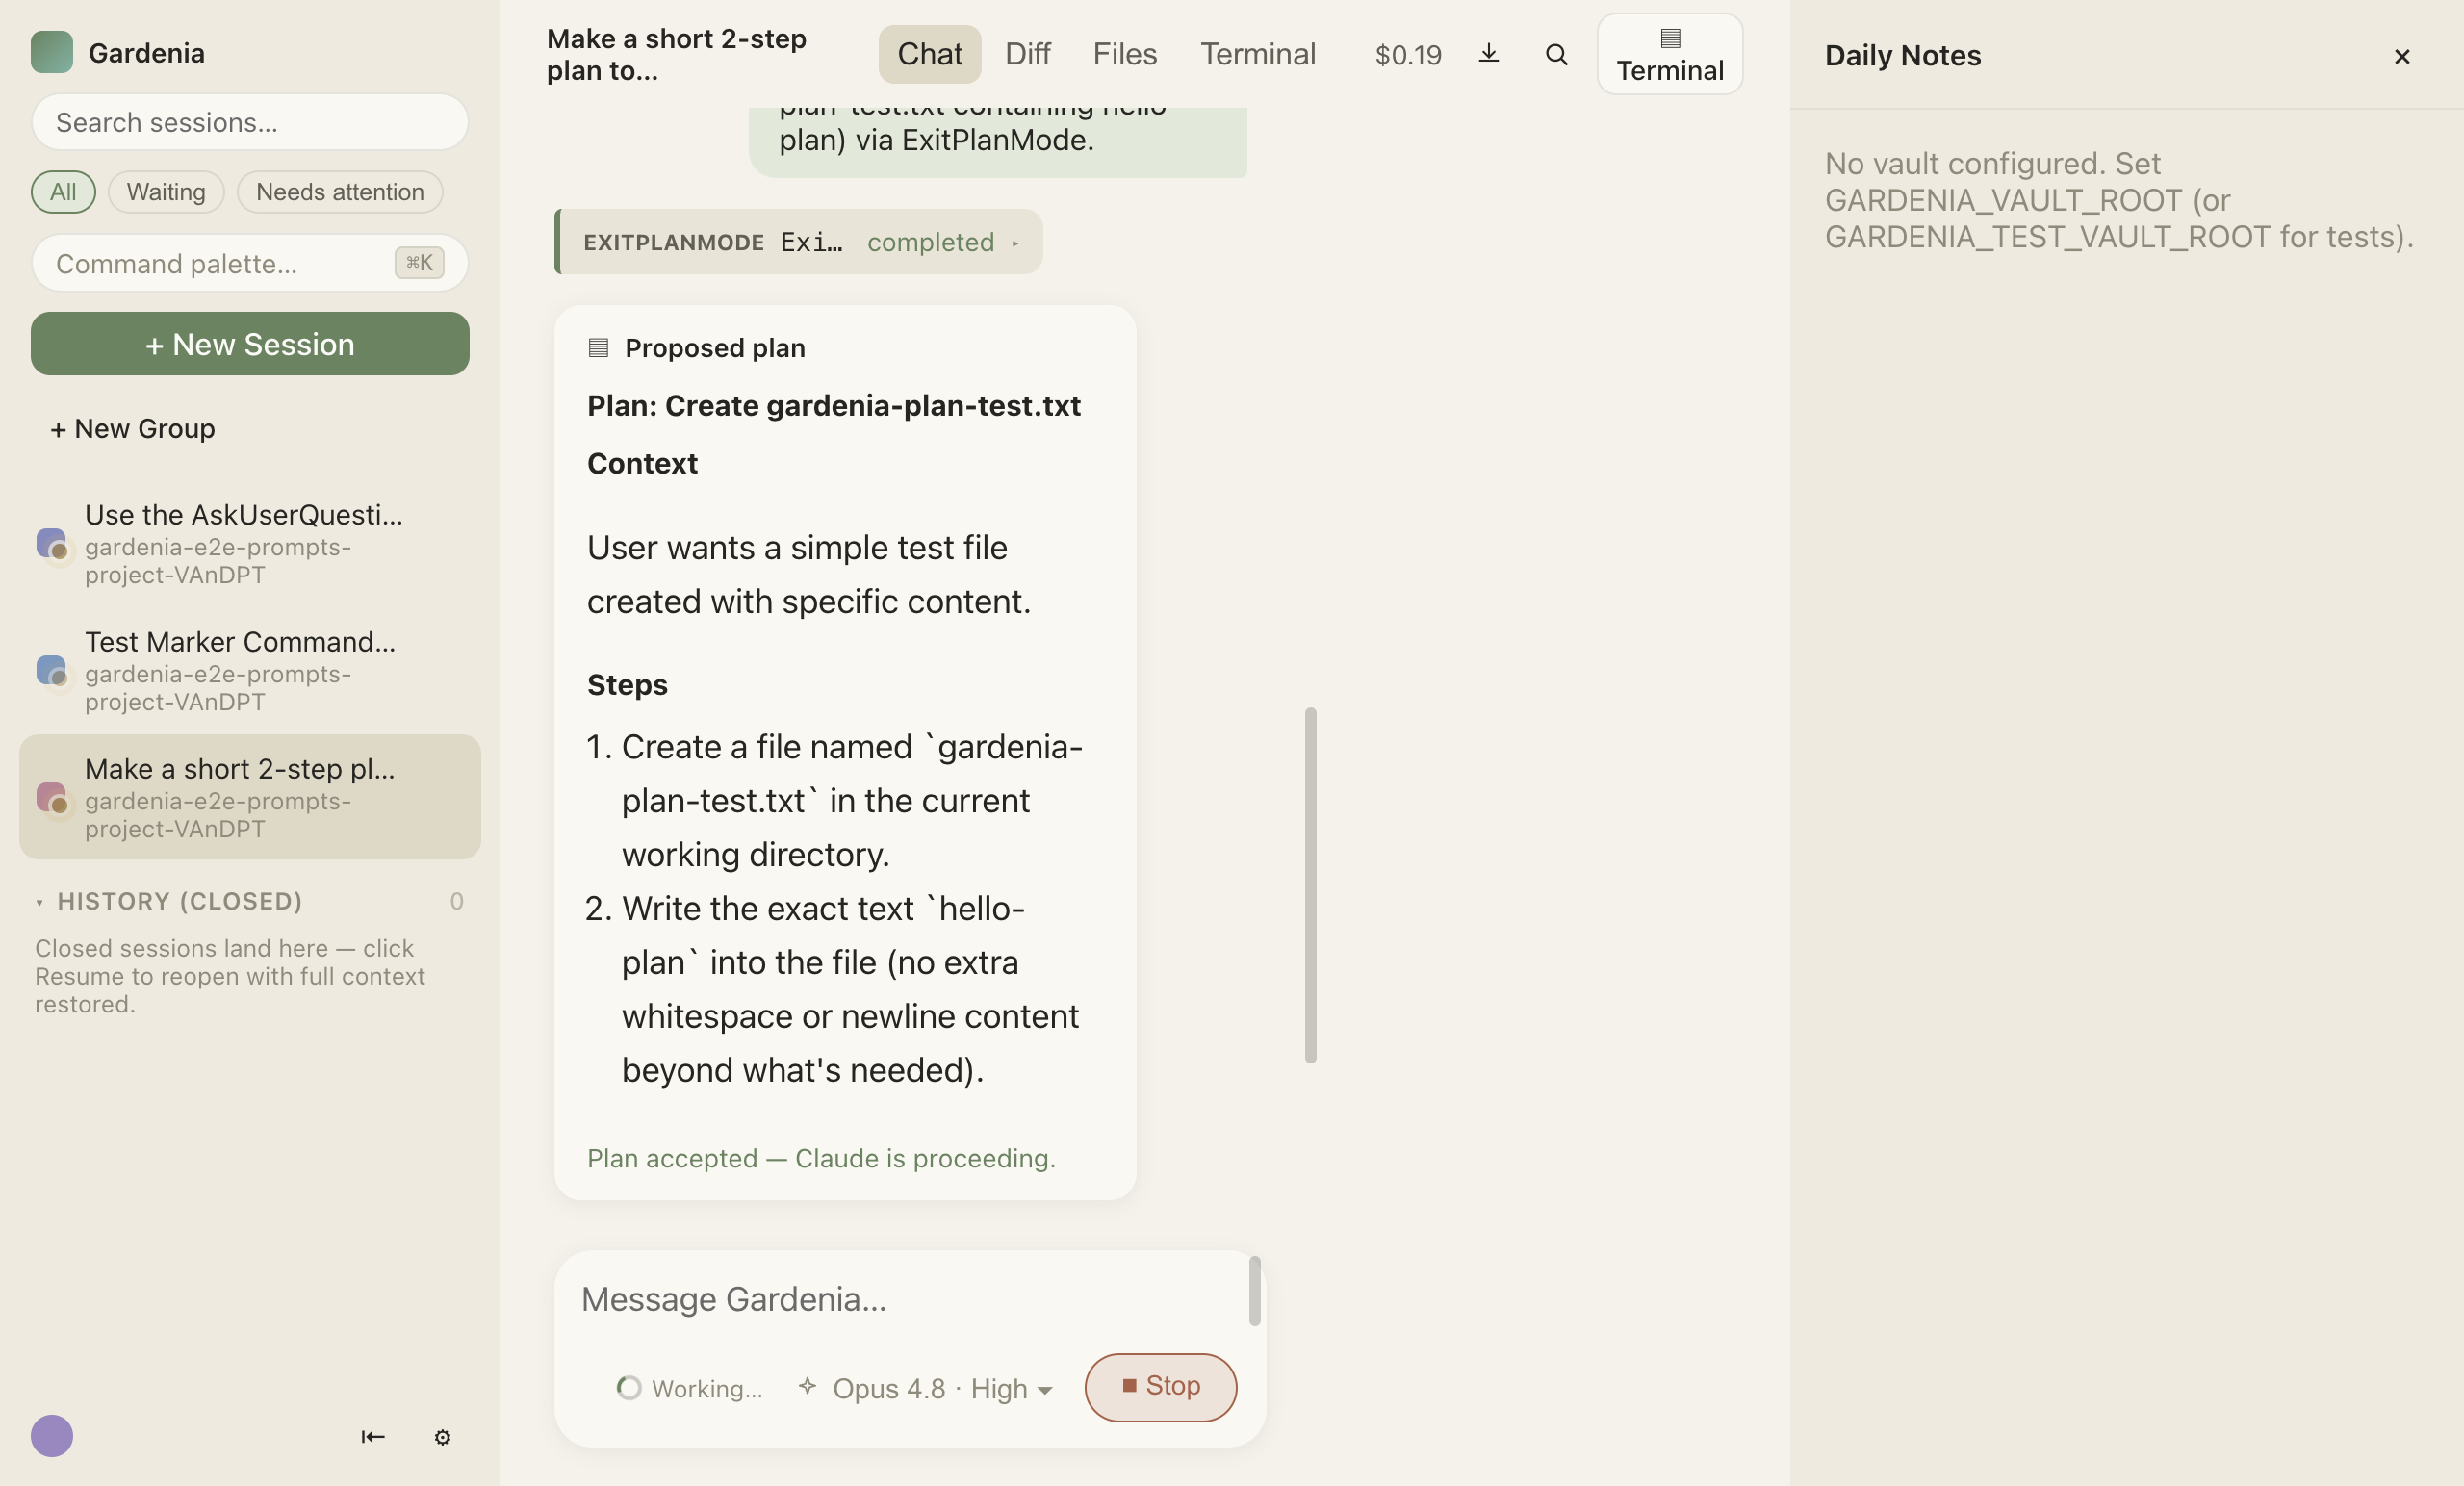 Gardenia
Search sessions...
All
Waiting
Needs attention
Command palette...
⌘K
+ New Session
+ New Group
Use the AskUserQuesti...
gardenia-e2e-prompts-
project-VAnDPT
Test Marker Command...
gardenia-e2e-prompts-
project-VAnDPT
Make a short 2-step pl...
gardenia-e2e-prompts-
project-VAnDPT
HISTORY (CLOSED)
0
Closed sessions land here — click
Resume to reopen with full context
restored.
Make a short 2-step
plan to...
Chat
Diff
Files
Terminal
$0.19
Terminal
plan-test.txt containing hello
plan) via ExitPlanMode.
EXITPLANMODE Exi... completed
Proposed plan
Plan: Create gardenia-plan-test.txt
Context
User wants a simple test file
created with specific content.
Steps
1. Create a file named `gardenia-
plan-test.txt` in the current
working directory.
2. Write the exact text `hello-
plan` into the file (no extra
whitespace or newline content
beyond what's needed).
Plan accepted — Claude is proceeding.
Message Gardenia...
Working...
Opus 4.8 · High
Stop
Daily Notes
No vault configured. Set
GARDENIA_VAULT_ROOT (or
GARDENIA_TEST_VAULT_ROOT for tests).